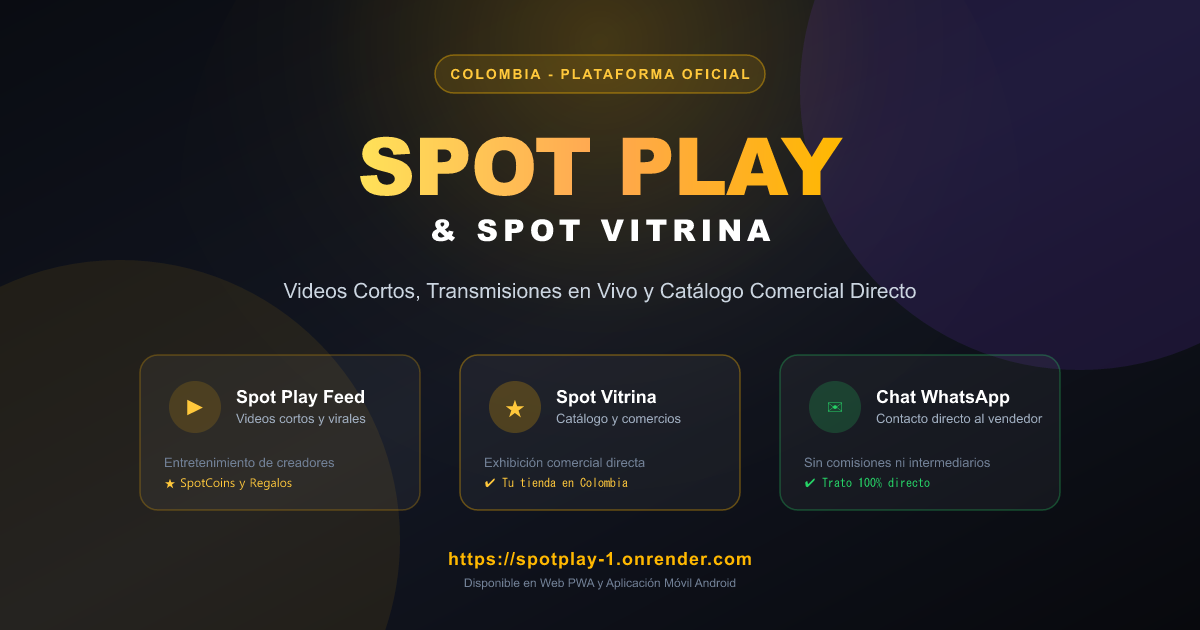 COLOMBIA - PLATAFORMA OFICIAL
SPOT PLAY
& SPOT VITRINA
Videos Cortos, Transmisiones en Vivo y Catálogo Comercial Directo
Spot Play Feed
Videos cortos y virales
Entretenimiento de creadores
★ SpotCoins y Regalos
Spot Vitrina
Catálogo y comercios
Exhibición comercial directa
✔ Tu tienda en Colombia
Chat WhatsApp
Contacto directo al vendedor
Sin comisiones ni intermediarios
✔ Trato 100% directo
https://spotplay-1.onrender.com
Disponible en Web PWA y Aplicación Móvil Android